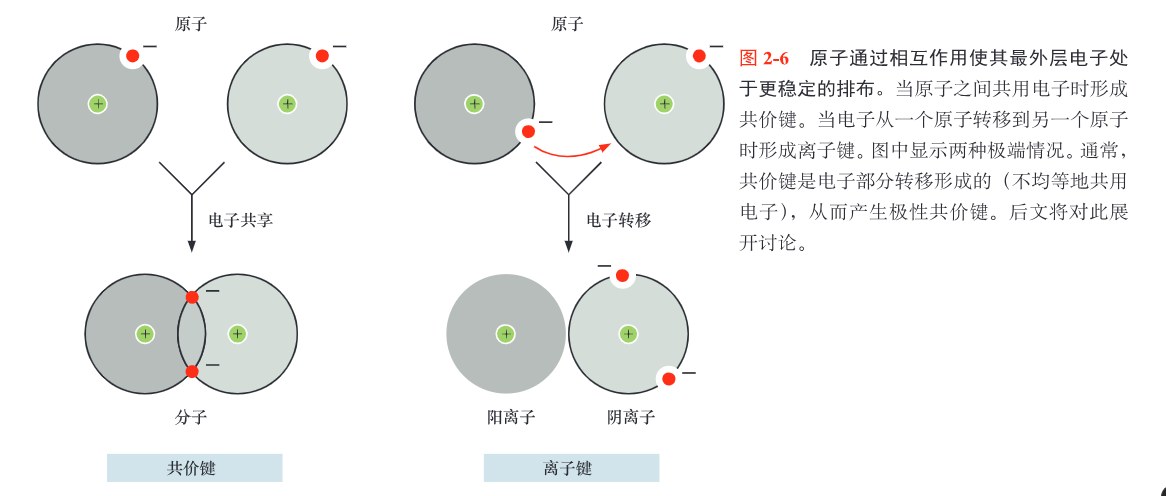 原子
电子共享
分子
共价键
原子
电子转移
阳离子
阴离子
离子键
图 2-6 原子通过相互作用使其最外层电子处
于更稳定的排布。当原子之间共用电子时形成
共价键。当电子从一个原子转移到另一个原子
时形成离子键。图中显示两种极端情况。通常，
共价键是电子部分转移形成的（不均等地共用
电子），从而产生极性共价键。后文将对此展
开讨论。